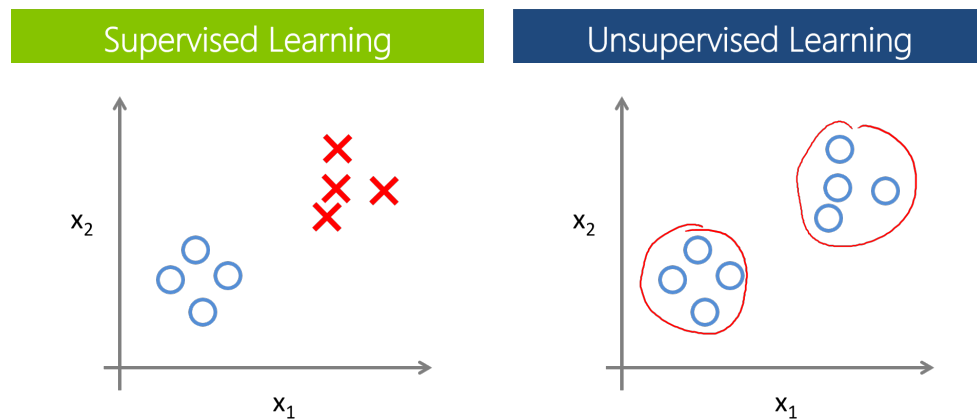 Supervised Learning
x₂
x₁
Unsupervised Learning
x₂
x₁